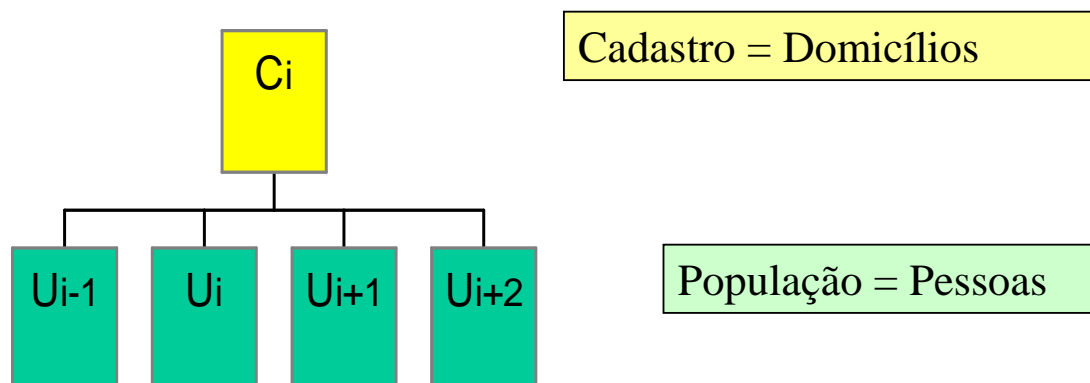 Ci
Cadastro = Domicílios
Ui-1
Ui
Ui+1
Ui+2
População = Pessoas